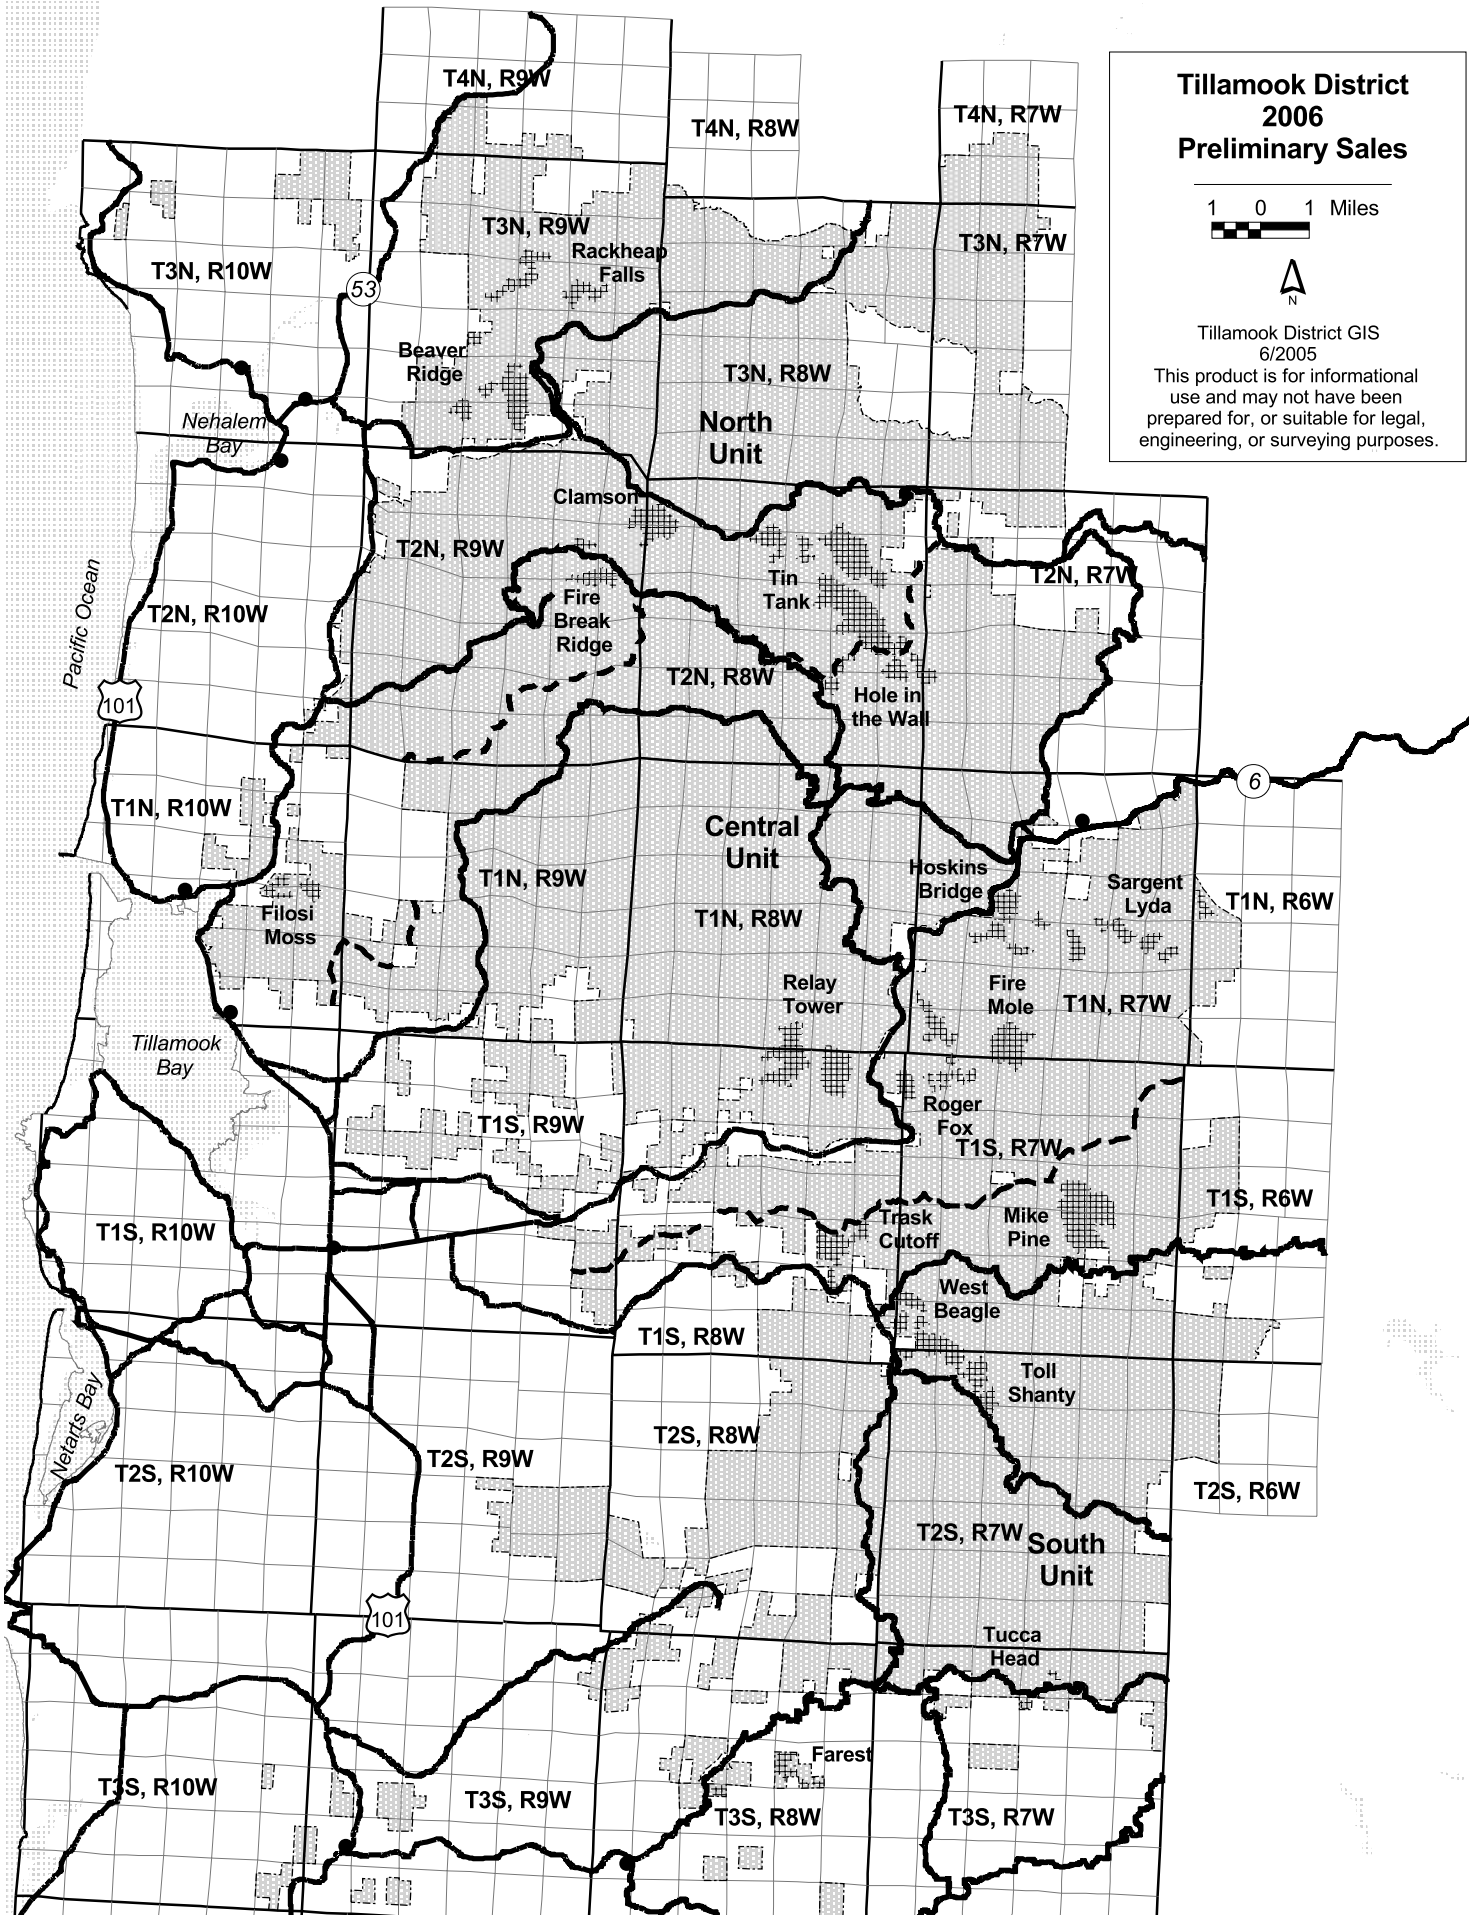 Tillamook District
2006
Preliminary Sales
1 0 1 Miles
N
Tillamook District GIS
6/2005
This product is for informational
use and may not have been
prepared for, or suitable for legal,
engineering, or surveying purposes.
T4N, R9W
T4N, R8W
T4N, R7W
T3N, R9W
T3N, R7W
Rackheap
Falls
T3N, R10W
53
Beaver
Ridge
T3N, R8W
North
Unit
Nehalem
Bay
Clamson
T2N, R9W
Tin
Tank
T2N, R7W
Fire
Break
Ridge
Pacific Ocean
T2N, R10W
T2N, R8W
Hole in
the Wall
101
6
T1N, R10W
Central
Unit
T1N, R9W
Hoskins
Bridge
Sargent
Lyda
T1N, R6W
Filosi
Moss
T1N, R8W
Relay
Tower
Fire
Mole
T1N, R7W
Tillamook
Bay
Roger
Fox
T1S, R9W
T1S, R7W
T1S, R6W
T1S, R10W
Trask
Cutoff
Mike
Pine
West
Beagle
T1S, R8W
Toll
Shanty
Netarts Bay
T2S, R8W
T2S, R9W
T2S, R10W
T2S, R6W
T2S, R7W
South
Unit
101
Tucca
Head
Farest
T3S, R10W
T3S, R9W
T3S, R8W
T3S, R7W